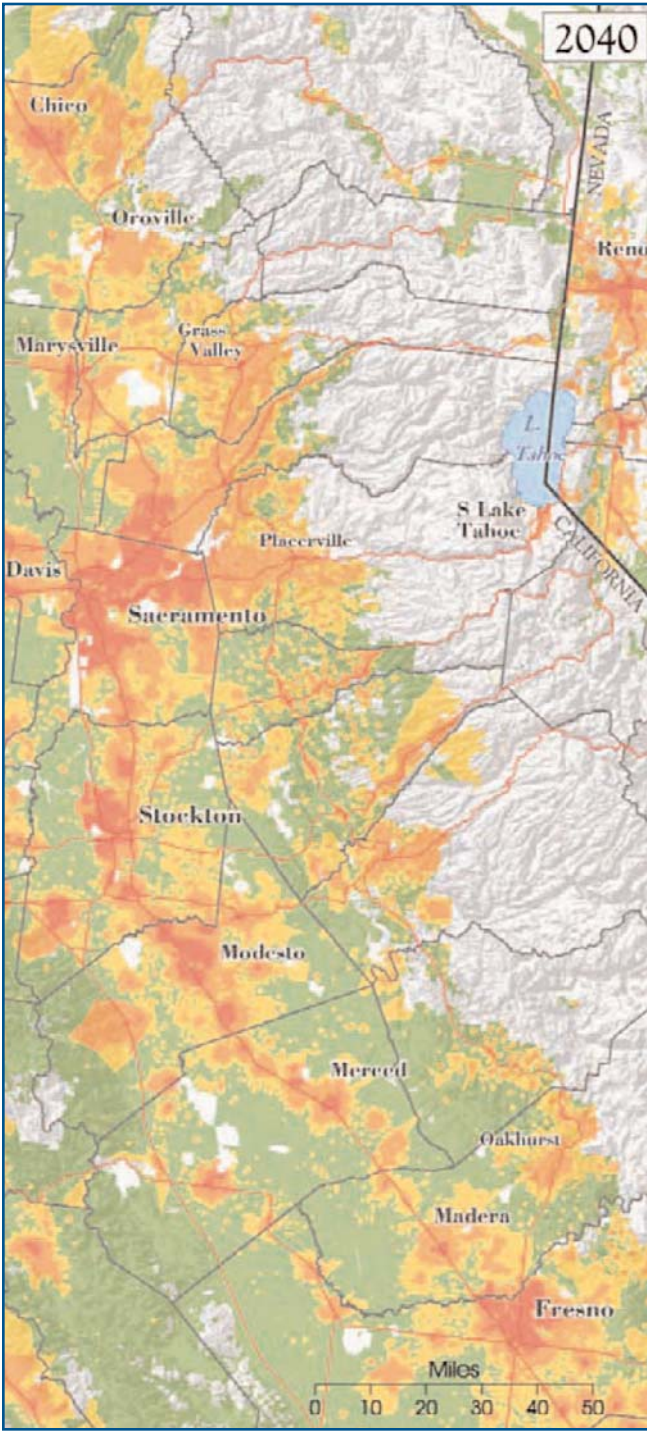 2040
Chico
NEVADA
Oroville
Reno
Grass
Valley
Marysville
L.
Tahoe
S Lake
Tahoe
CALIFORNIA
Placerville
Davis
Sacramento
Stockton
Modesto
Merced
Oakhurst
Madera
Fresno
Miles
0 10 20 30 40 50